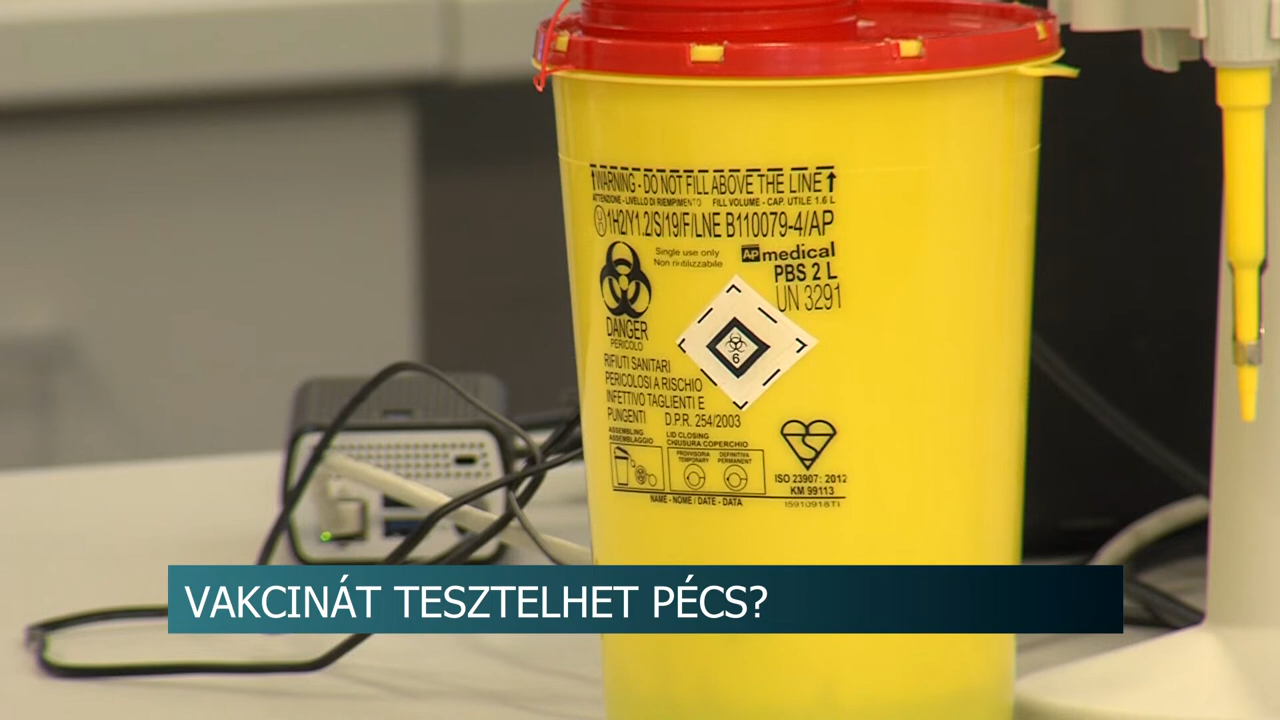 WARNING - DO NOT FILL ABOVE THE LINE
ATTENZIONE - LIVELLO DI RIEMPIMENTO FILL VOLUME - CAP. UTILE 1.6 L
1H2/Y1.2/S/19/F/LNE B110079-4/AP
Single use only
Non riutilizzabile
AP medical
PBS 2 L
UN 3291
DANGER
PERICOLO
6
RIFIUTI SANITARI
PERICOLOSI A RISCHIO
INFETTIVO TAGLIENTI E
PUNGENTI D.P.R. 254/2003
ASSEMBLING
ASSEMBLAGGIO
LID CLOSING
CHIUSURA COPERCHIO
PROVVISORIA
TEMPORARY
DEFINITIVA
PERMANENT
ISO 23907: 2012
KM 99113
NAME - NOME / DATE - DATA
IS910918TI
VAKCINÁT TESZTELHET PÉCS?